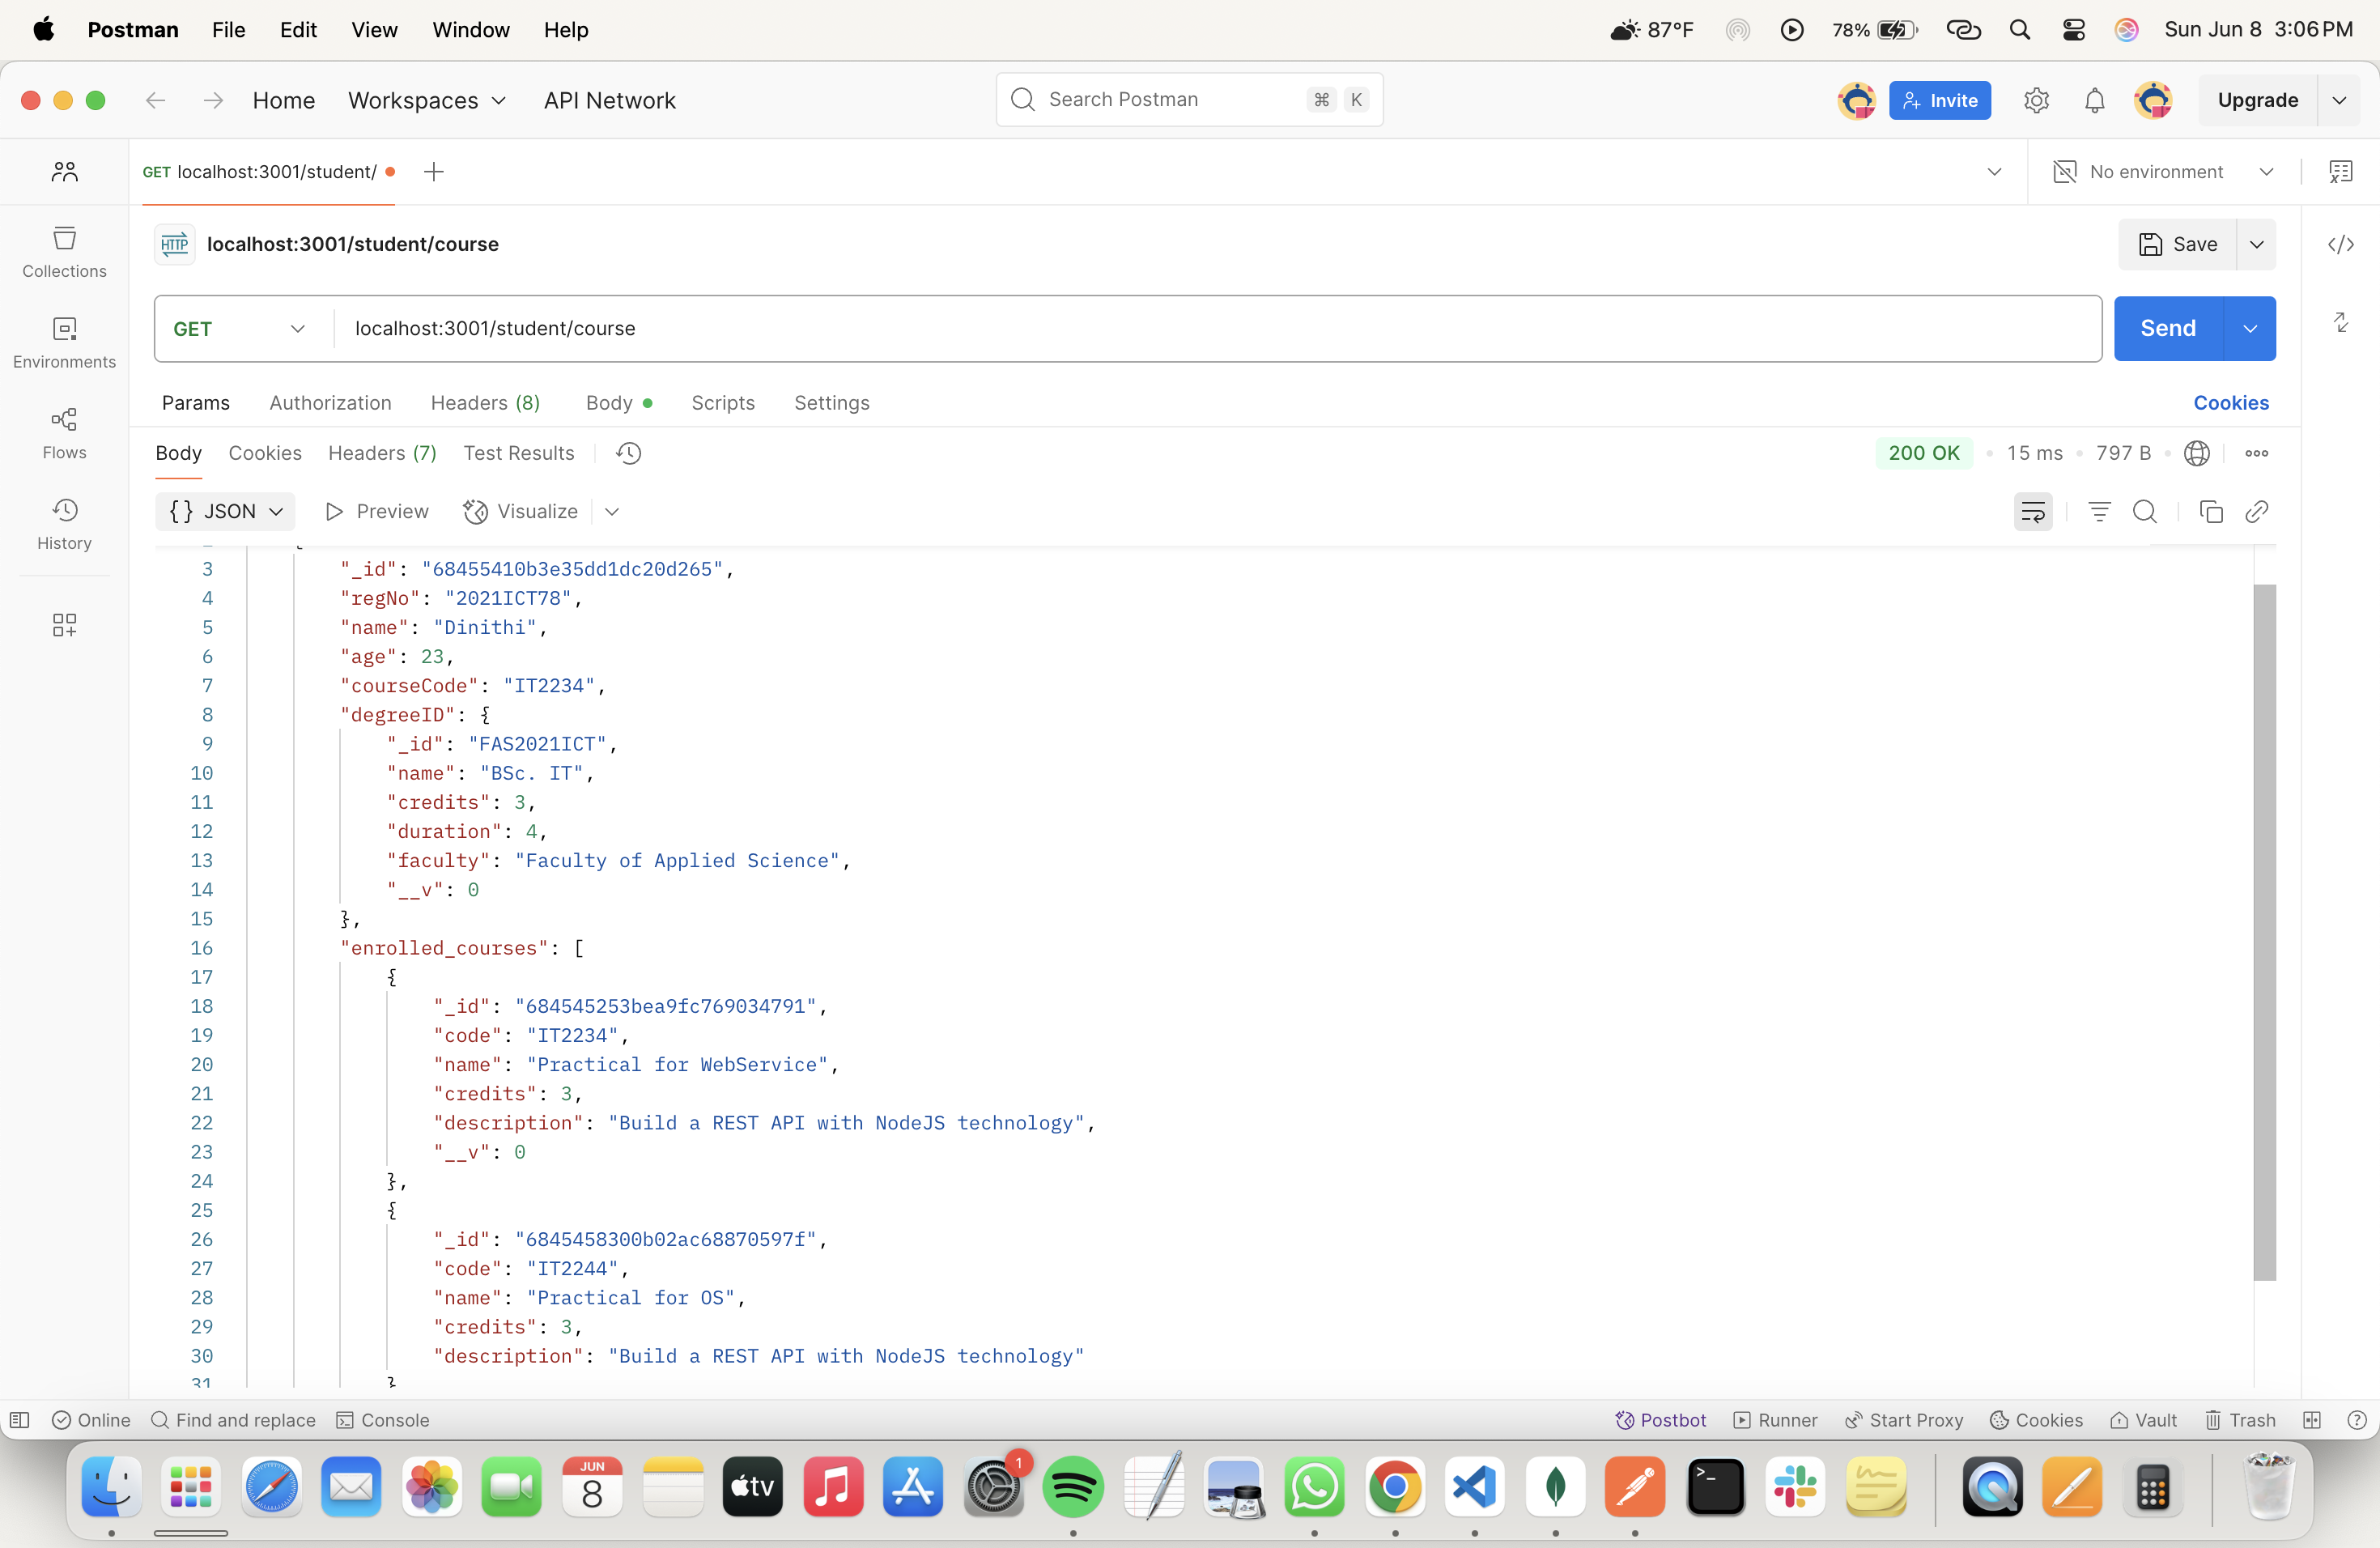 Postman File Edit View Window Help 87°F 78% Sun Jun 8 3:06 PM
Home Workspaces API Network Search Postman ⌘ K Invite Upgrade
GET localhost:3001/student/ No environment
HTTP localhost:3001/student/course Save
Collections
GET localhost:3001/student/course Send
Environments
Params Authorization Headers (8) Body Scripts Settings Cookies
Flows
Body Cookies Headers (7) Test Results 200 OK 15 ms 797 B
{} JSON Preview Visualize
History
3 "_id": "68455410b3e35dd1dc20d265",
4 "regNo": "2021ICT78",
5 "name": "Dinithi",
6 "age": 23,
7 "courseCode": "IT2234",
8 "degreeID": {
9 "_id": "FAS2021ICT",
10 "name": "BSc. IT",
11 "credits": 3,
12 "duration": 4,
13 "faculty": "Faculty of Applied Science",
14 "__v": 0
15 },
16 "enrolled_courses": [
17 {
18 "_id": "684545253bea9fc769034791",
19 "code": "IT2234",
20 "name": "Practical for WebService",
21 "credits": 3,
22 "description": "Build a REST API with NodeJS technology",
23 "__v": 0
24 },
25 {
26 "_id": "6845458300b02ac68870597f",
27 "code": "IT2244",
28 "name": "Practical for OS",
29 "credits": 3,
30 "description": "Build a REST API with NodeJS technology"
31 }
Online Find and replace Console Postbot Runner Start Proxy Cookies Vault Trash
JUN
8
tv
1